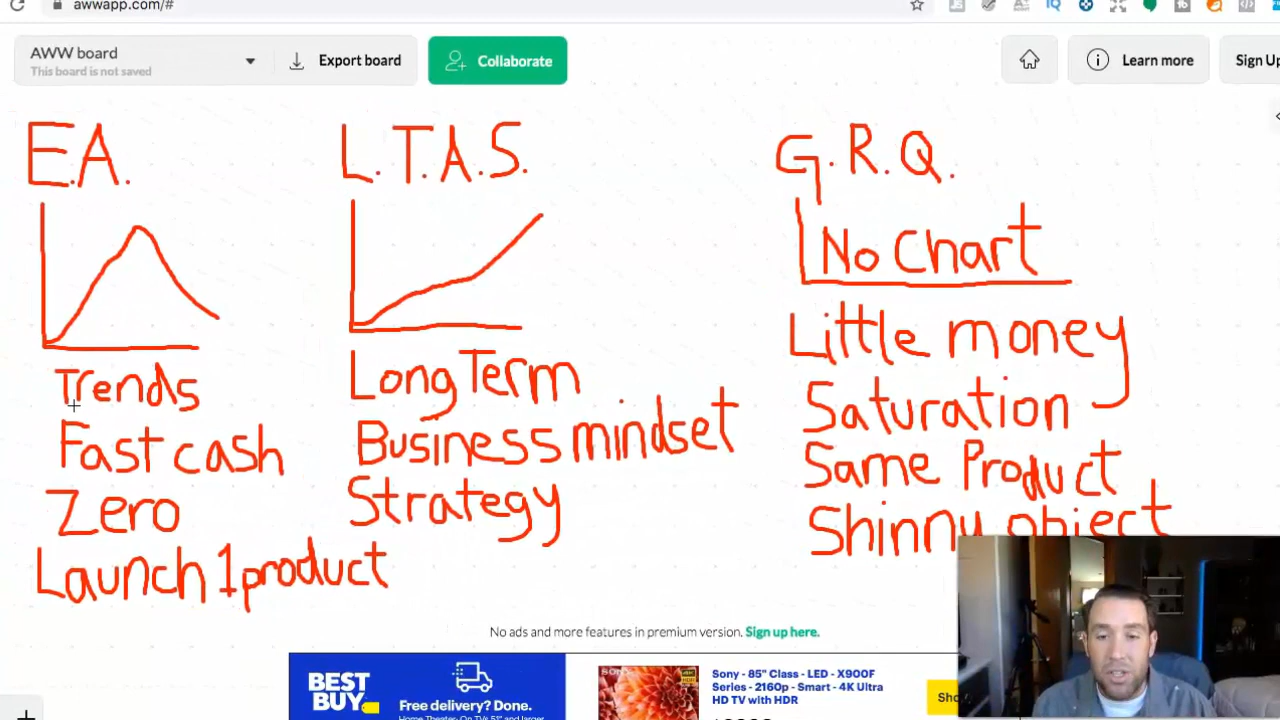 awwapp.com/#
AWW board
This board is not saved
Export board
Collaborate
Learn more
Sign Up
E.A.
L.T.A.S.
G.R.Q.
No Chart
Trends
Fast cash
Zero
Launch 1 product
Long Term
Business mindset
Strategy
Little money
Saturation
Same Product
Shinny object
No ads and more features in premium version. Sign up here.
BEST
BUY
Free delivery? Done.
Sony - 85" Class - LED - X900F
Series - 2160p - Smart - 4K Ultra
HD TV with HDR